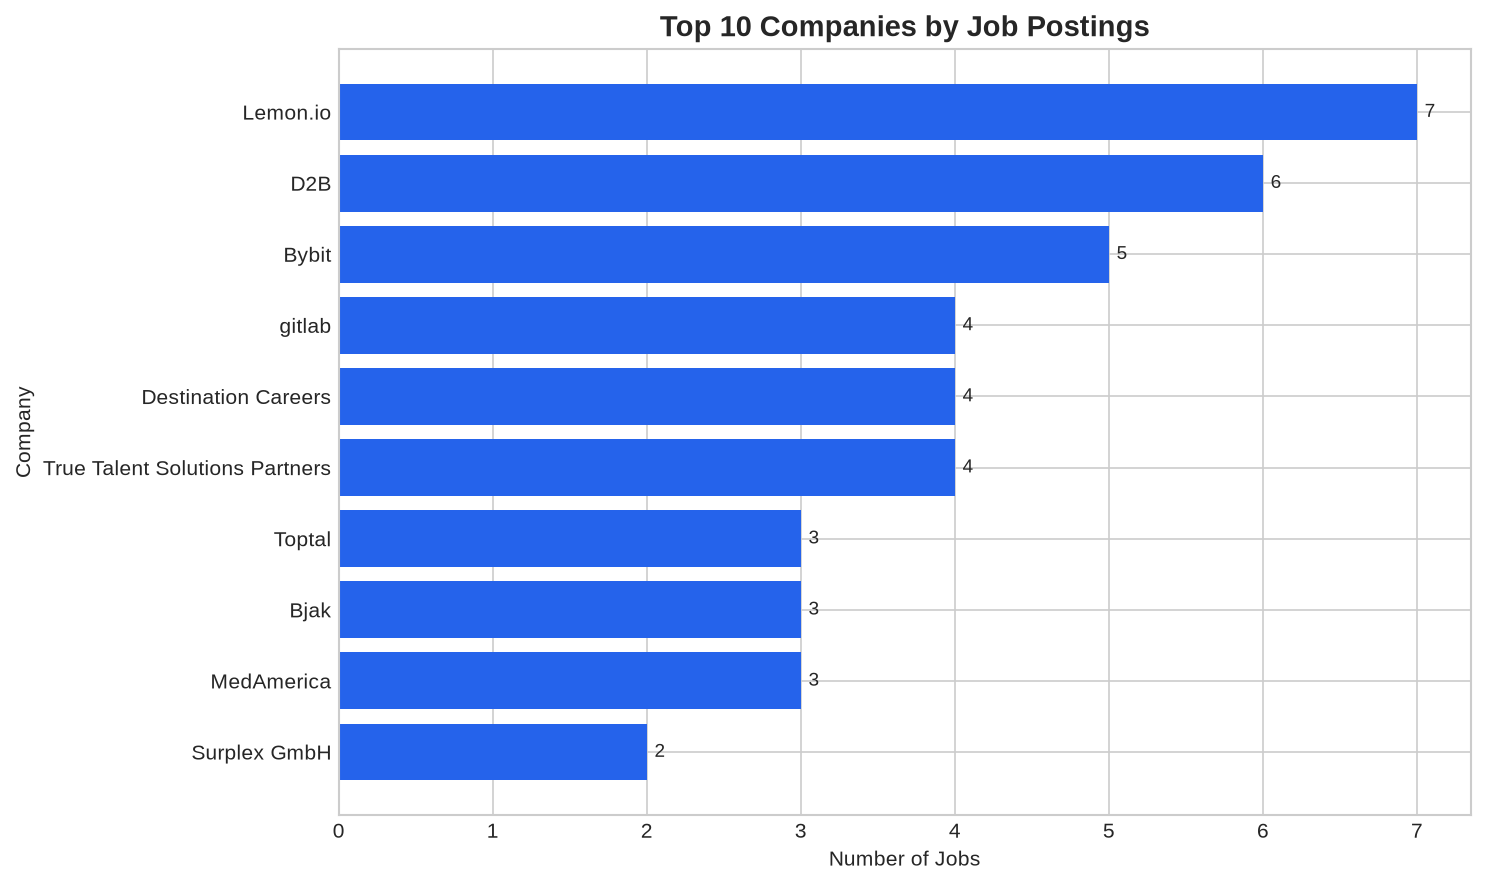 Top 10 Companies by Job Postings
Lemon.io 7
D2B 6
Bybit 5
gitlab 4
Destination Careers 4
True Talent Solutions Partners 4
Toptal 3
Bjak 3
MedAmerica 3
Surplex GmbH 2
Company
0 1 2 3 4 5 6 7
Number of Jobs